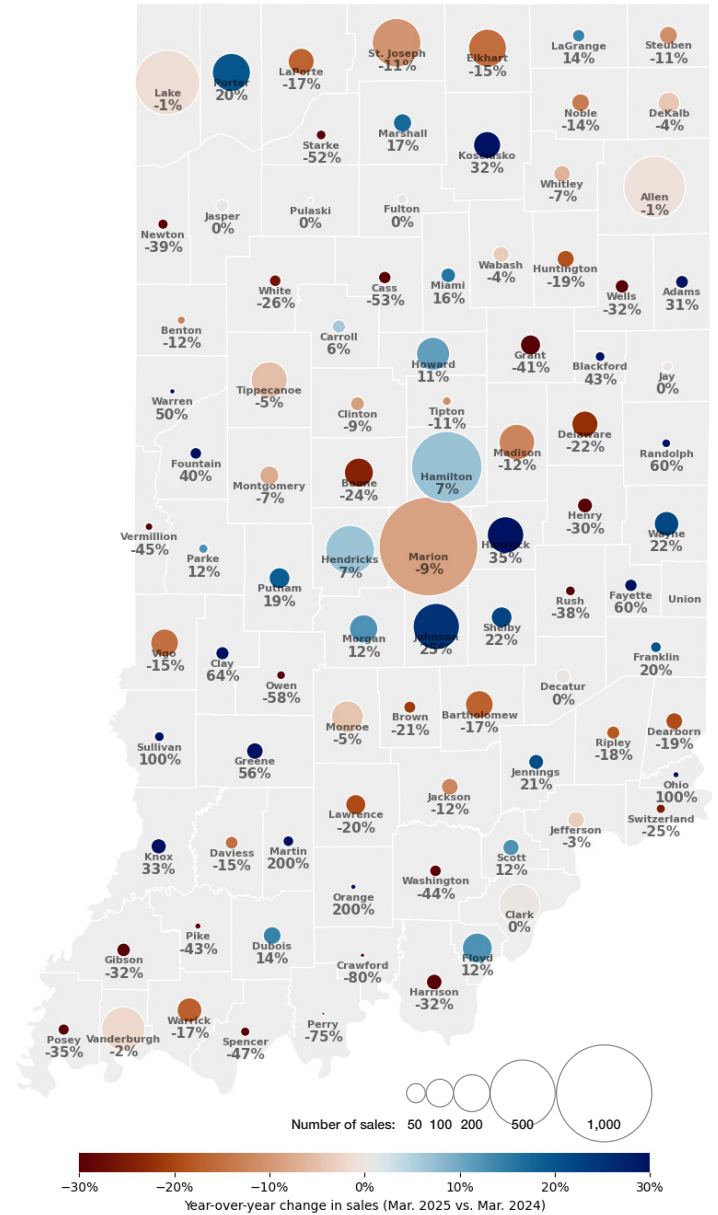 St. Joseph
-11%
Elkhart
-15%
LaGrange
14%
Steuben
-11%
Lake
-1%
Porter
20%
LaPorte
-17%
Noble
-14%
DeKalb
-4%
Starke
-52%
Marshall
17%
Kosciusko
32%
Whitley
-7%
Allen
-1%
Newton
-39%
Jasper
0%
Pulaski
0%
Fulton
0%
Wabash
-4%
Huntington
-19%
White
-26%
Cass
-53%
Miami
16%
Wells
-32%
Adams
31%
Benton
-12%
Carroll
6%
Howard
11%
Grant
-41%
Blackford
43%
Jay
0%
Warren
50%
Tippecanoe
-5%
Clinton
-9%
Tipton
-11%
Madison
-12%
Delaware
-22%
Randolph
60%
Fountain
40%
Montgomery
-7%
Boone
-24%
Hamilton
7%
Vermillion
-45%
Parke
12%
Hendricks
7%
Marion
-9%
Hancock
35%
Henry
-30%
Wayne
22%
Putnam
19%
Rush
-38%
Fayette
60%
Union
Vigo
-15%
Clay
64%
Morgan
12%
Johnson
25%
Shelby
22%
Franklin
20%
Owen
-58%
Decatur
0%
Sullivan
100%
Greene
56%
Monroe
-5%
Brown
-21%
Bartholomew
-17%
Jennings
21%
Ripley
-18%
Dearborn
-19%
Ohio
100%
Switzerland
-25%
Knox
33%
Daviess
-15%
Martin
200%
Lawrence
-20%
Jackson
-12%
Jefferson
-3%
Scott
12%
Orange
200%
Washington
-44%
Clark
0%
Gibson
-32%
Pike
-43%
Dubois
14%
Crawford
-80%
Floyd
12%
Harrison
-32%
Posey
-35%
Vanderburgh
-2%
Warrick
-17%
Spencer
-47%
Perry
-75%
Number of sales: 50 100 200 500 1,000
−30% −20% −10% 0% 10% 20% 30%
Year-over-year change in sales (Mar. 2025 vs. Mar. 2024)